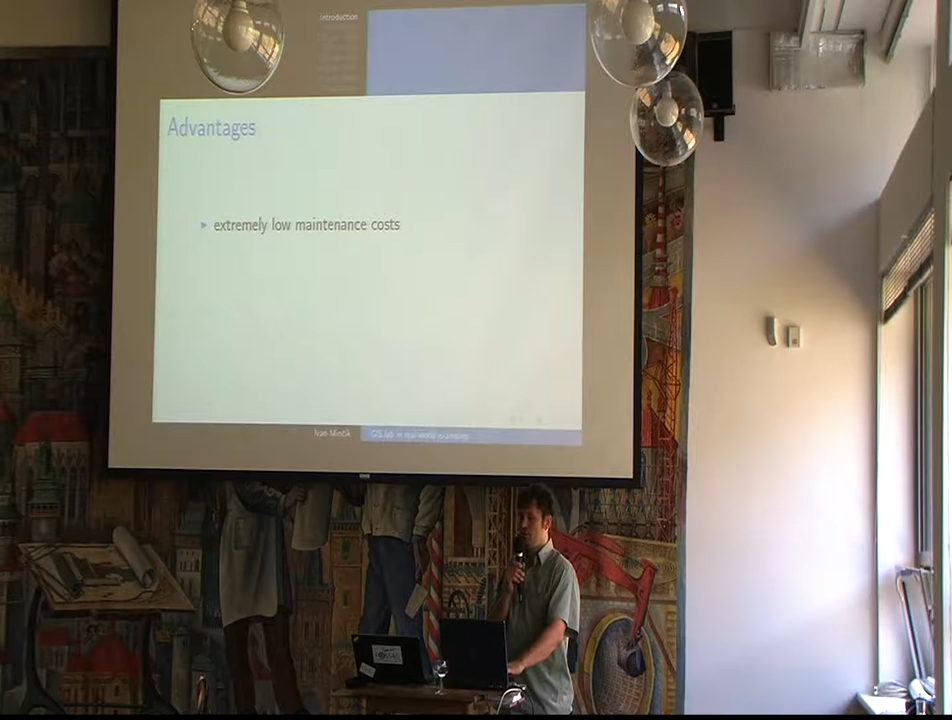 Introduction
Advantages
extremely low maintenance costs
Ivan Mincik
GIS.lab in real-world examples